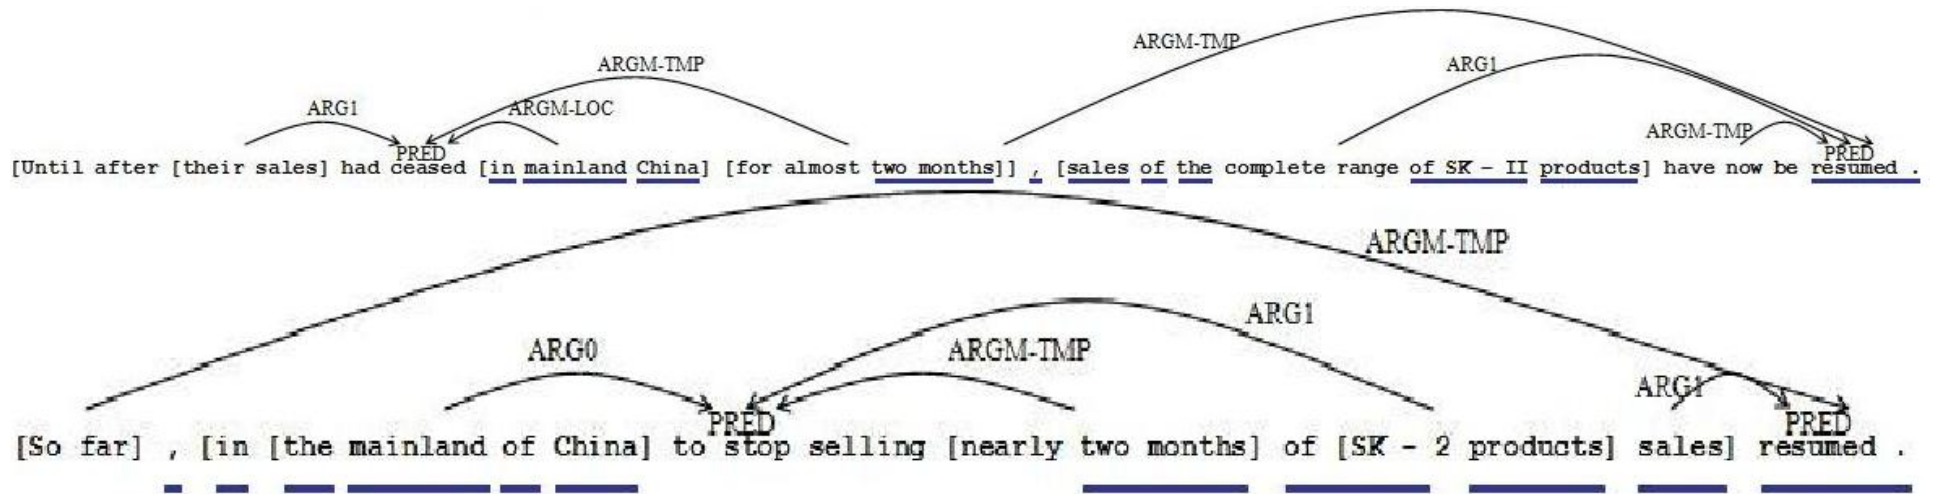 ARGM-TMP
ARGM-TMP ARG1
ARG1 ARGM-LOC ARGM-TMP
PRED PRED
[Until after [their sales] had ceased [in mainland China] [for almost two months]] , [sales of the complete range of SK – II products] have now be resumed .
ARGM-TMP
ARG1
ARG0 ARGM-TMP
ARG1
PRED PRED
[So far] , [in [the mainland of China] to stop selling [nearly two months] of [SK – 2 products] sales] resumed .